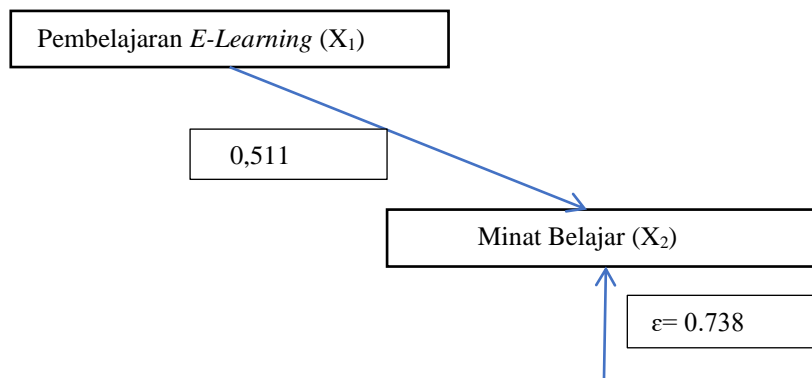 Pembelajaran E-Learning (X₁)
0,511
Minat Belajar (X₂)
ε= 0.738